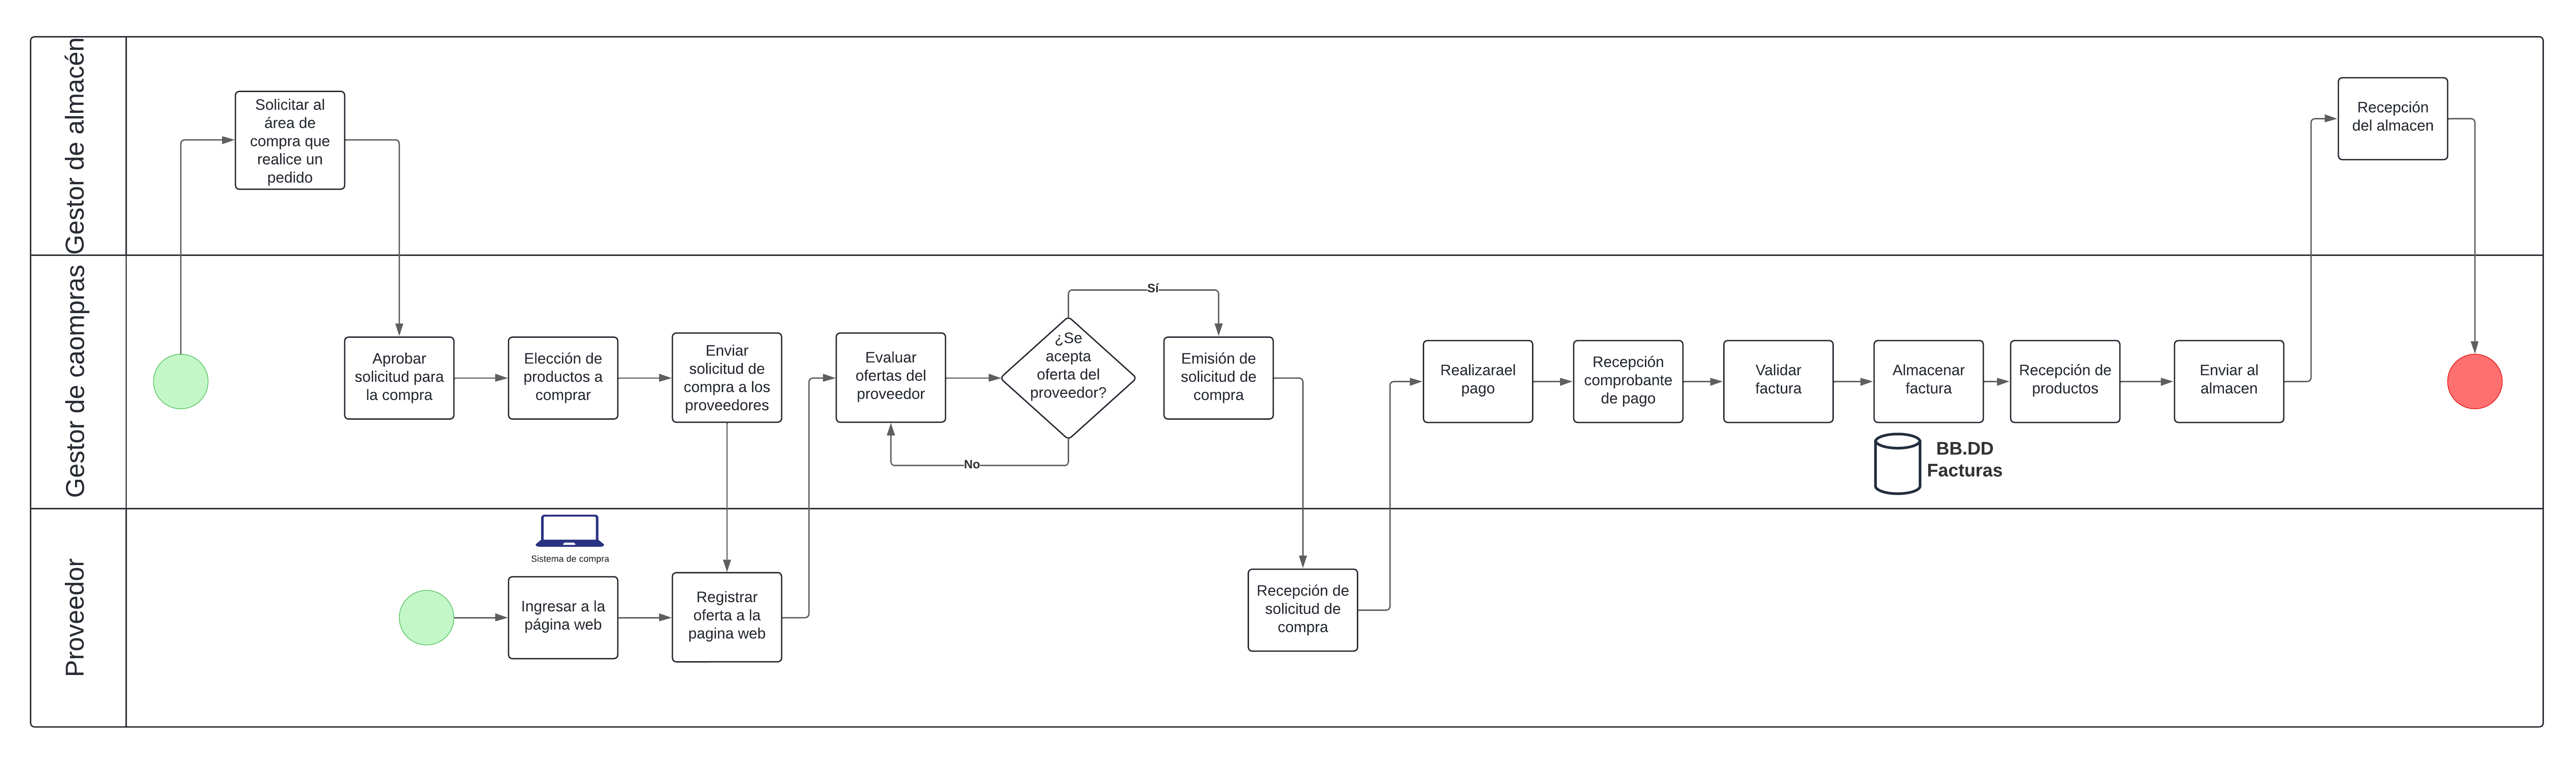 Gestor de almacén
Solicitar al
área de
compra que
realice un
pedido
Recepción
del almacen
Gestor de caompras
Aprobar
solicitud para
la compra
Elección de
productos a
comprar
Enviar
solicitud de
compra a los
proveedores
Evaluar
ofertas del
proveedor
¿Se
acepta
oferta del
proveedor?
Sí
No
Emisión de
solicitud de
compra
Realizarael
pago
Recepción
comprobante
de pago
Validar
factura
Almacenar
factura
BB.DD
Facturas
Recepción de
productos
Enviar al
almacen
Proveedor
Sistema de compra
Ingresar a la
página web
Registrar
oferta a la
pagina web
Recepción de
solicitud de
compra